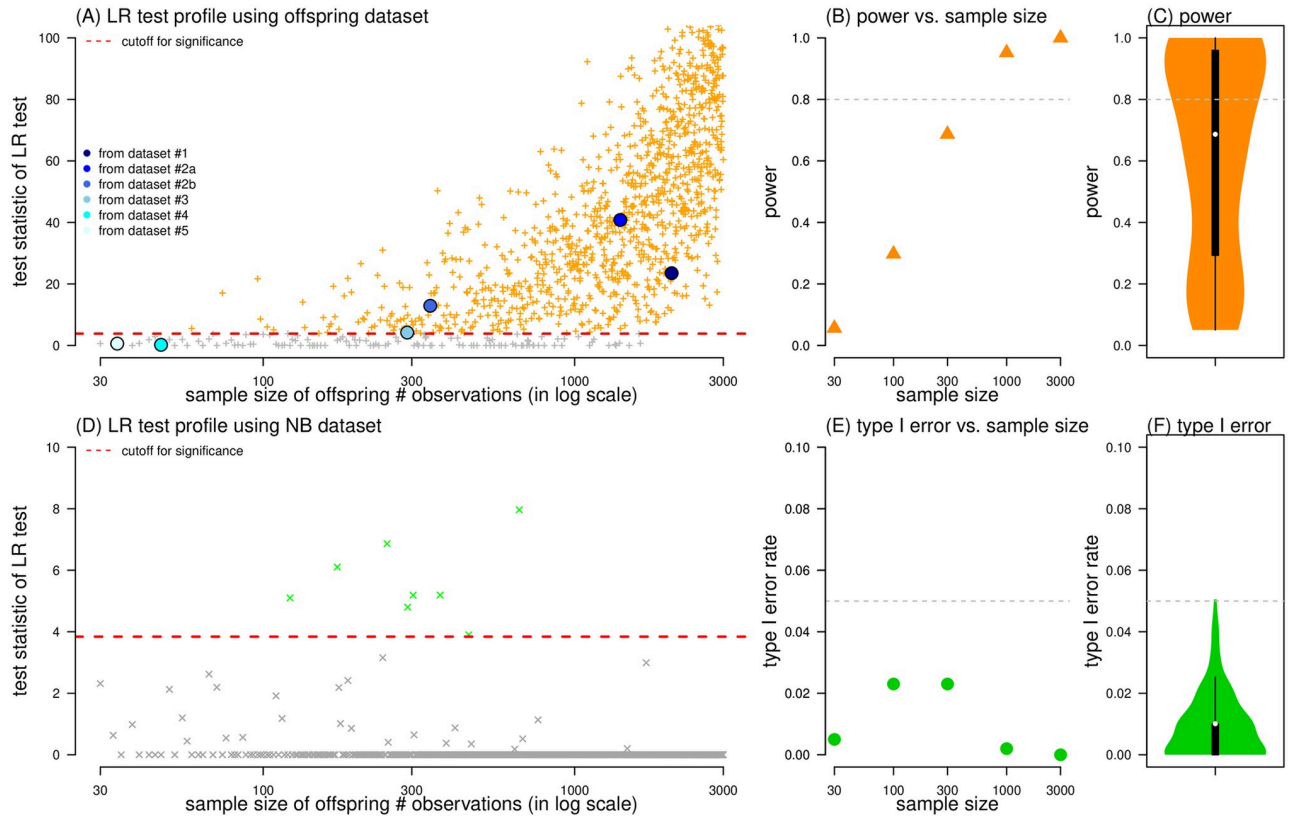 (A) LR test profile using offspring dataset
cutoff for significance
test statistic of LR test
100
80
60
40
20
0
from dataset #1
from dataset #2a
from dataset #2b
from dataset #3
from dataset #4
from dataset #5
30 100 300 1000 3000
sample size of offspring # observations (in log scale)
(B) power vs. sample size
power
1.0
0.8
0.6
0.4
0.2
0.0
30 100 300 1000 3000
sample size
(C) power
power
1.0
0.8
0.6
0.4
0.2
0.0
(D) LR test profile using NB dataset
cutoff for significance
test statistic of LR test
10
8
6
4
2
0
30 100 300 1000 3000
sample size of offspring # observations (in log scale)
(E) type I error vs. sample size
type I error rate
0.10
0.08
0.06
0.04
0.02
0.00
30 100 300 1000 3000
sample size
(F) type I error
type I error rate
0.10
0.08
0.06
0.04
0.02
0.00